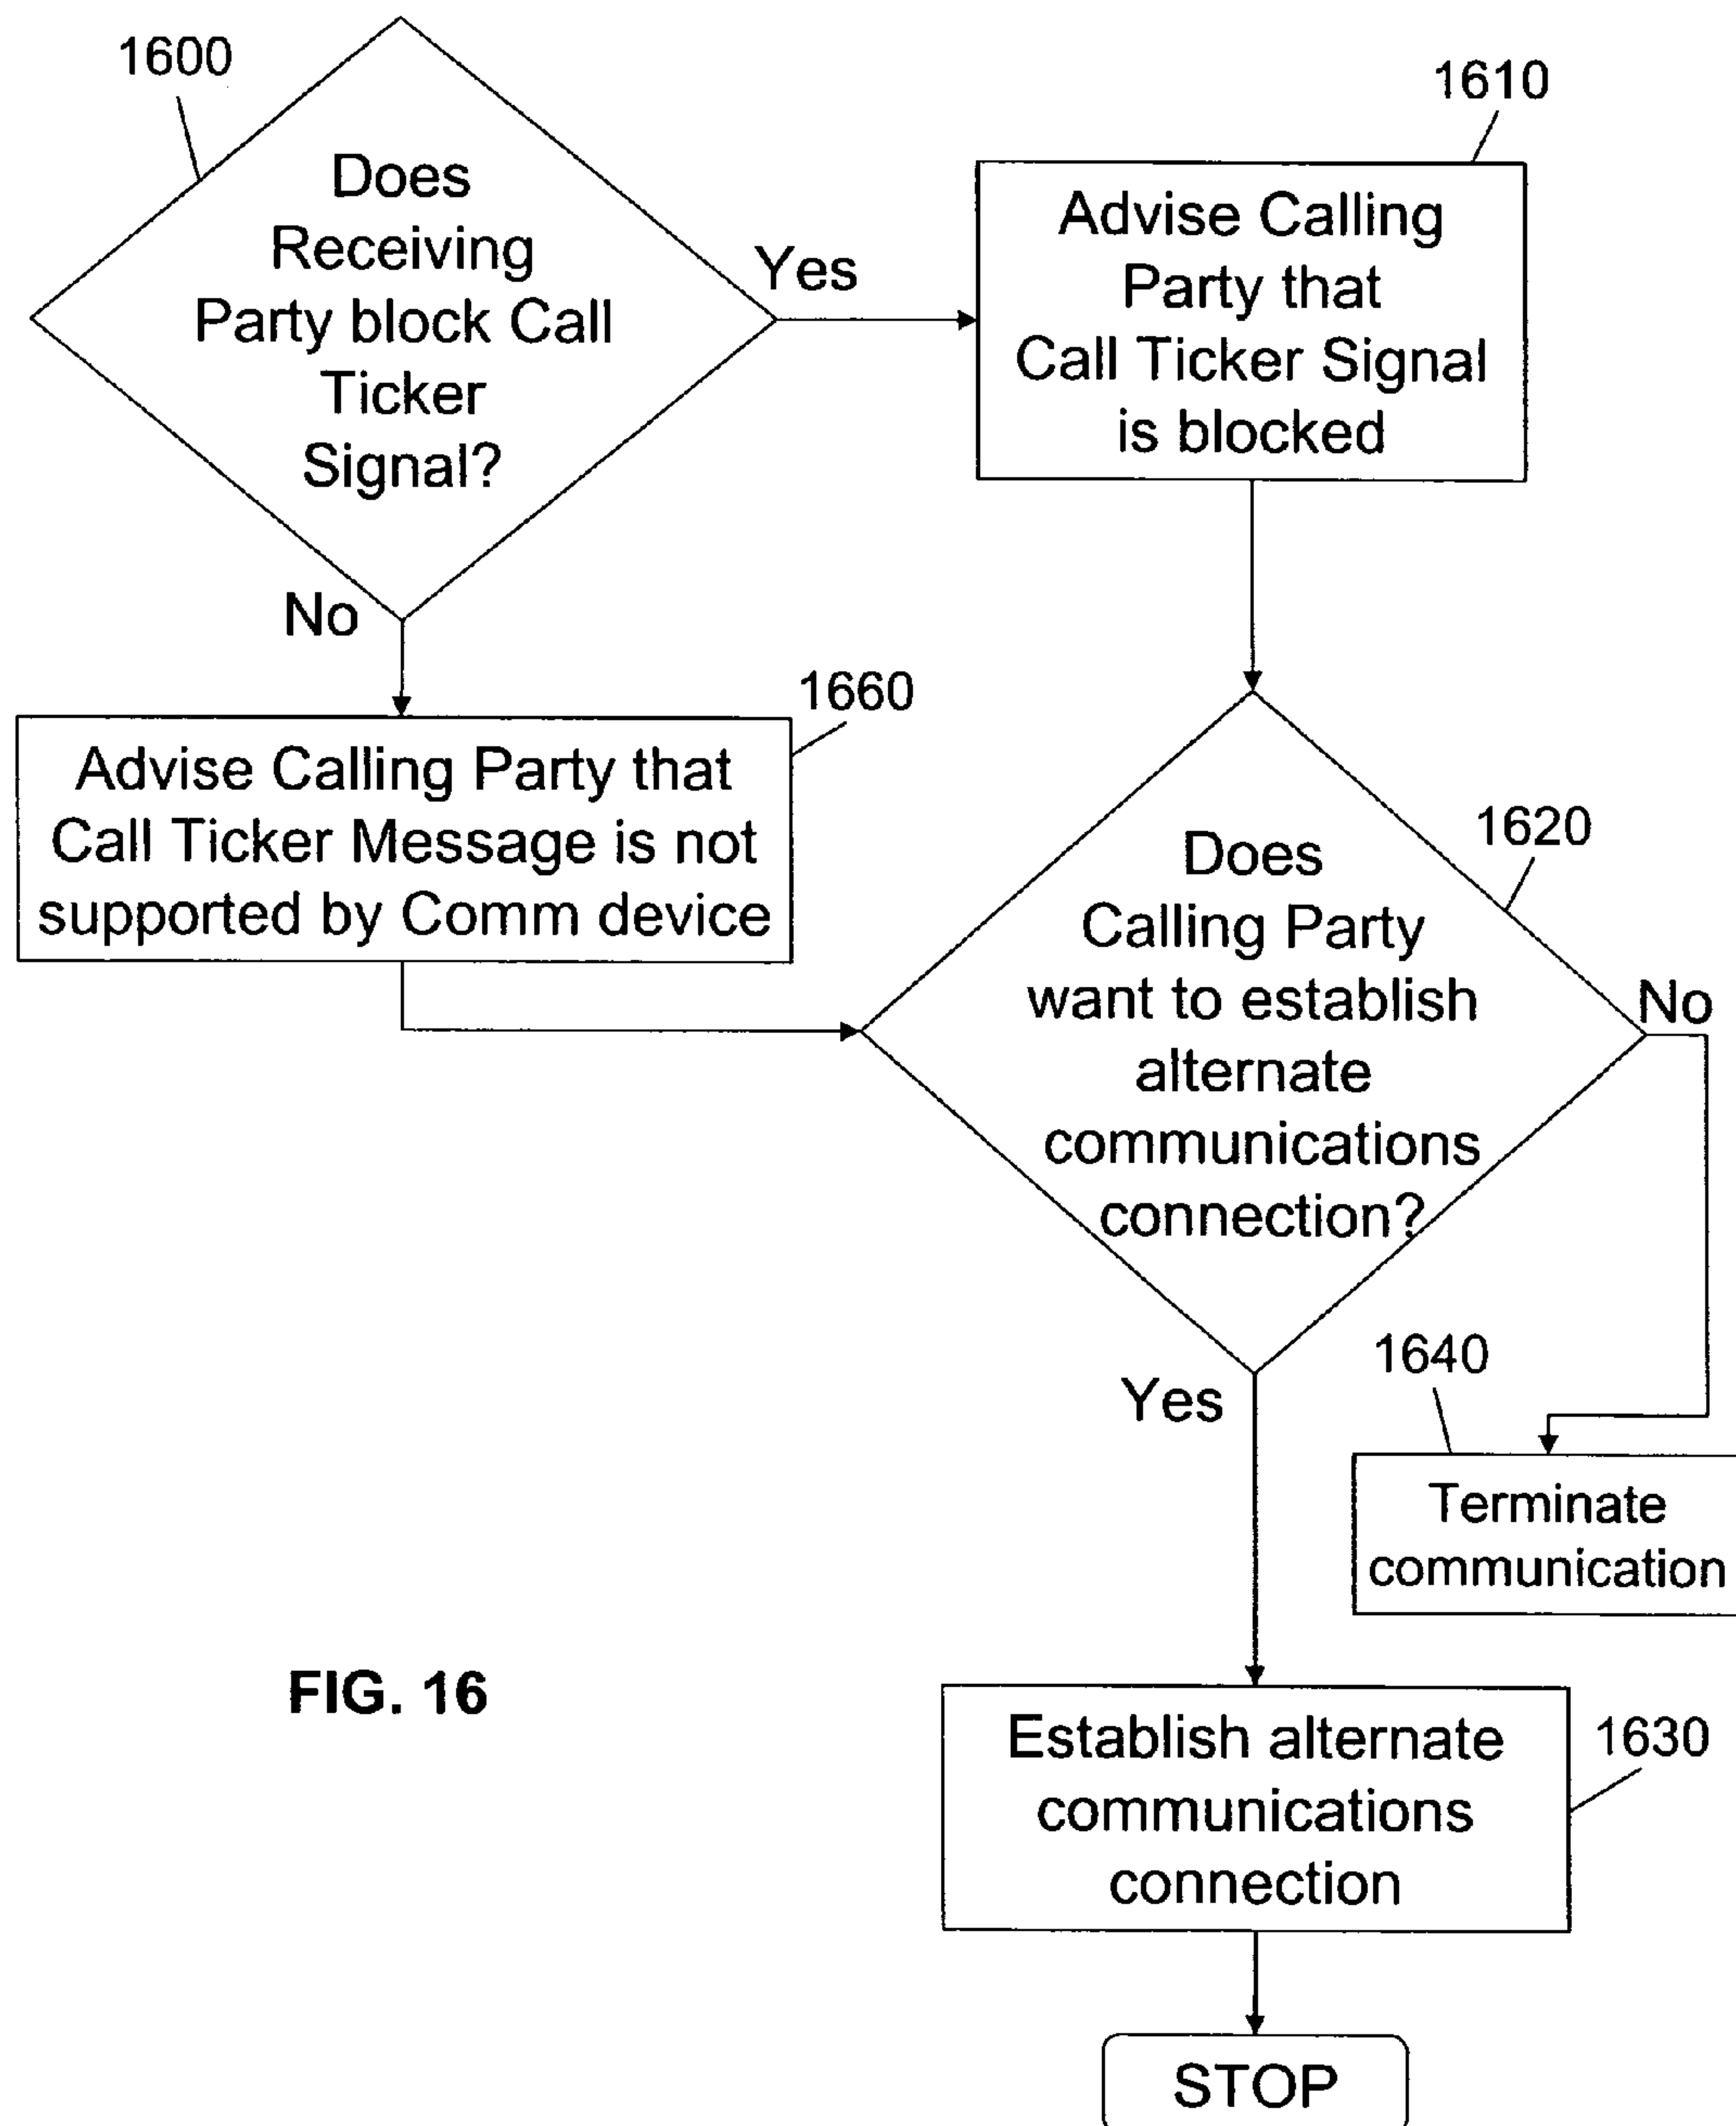 1600
Does
Receiving
Party block Call
Ticker
Signal?
Yes
No
1610
Advise Calling
Party that
Call Ticker Signal
is blocked
1660
Advise Calling Party that
Call Ticker Message is not
supported by Comm device
1620
Does
Calling Party
want to establish
alternate
communications
connection?
No
Yes
1640
Terminate
communication
1630
Establish alternate
communications
connection
STOP
FIG. 16